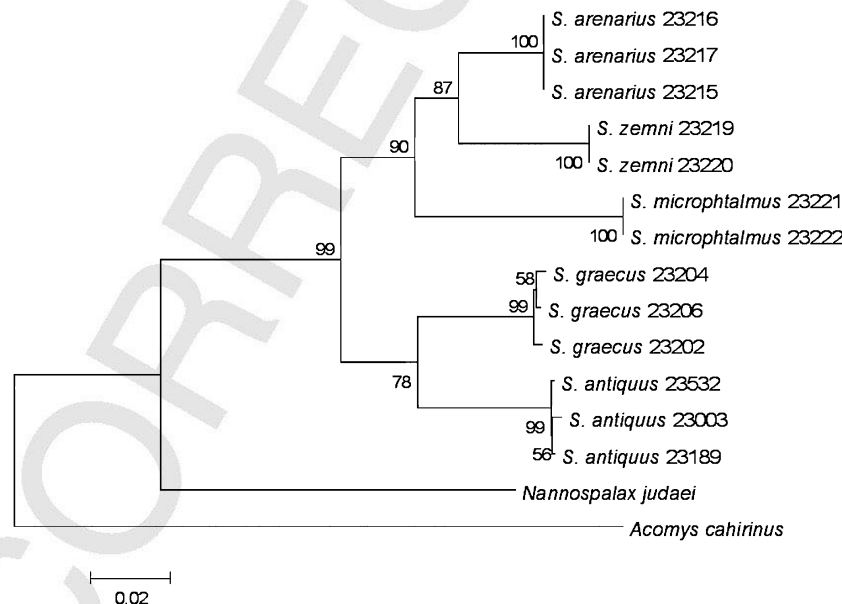 S. arenarius 23216
100
S. arenarius 23217
87
S. arenarius 23215
S. zemni 23219
90
100
S. zemni 23220
S. microphtalmus 23221
100
S. microphtalmus 23222
99
S. graecus 23204
58
99
S. graecus 23206
S. graecus 23202
78
S. antiquus 23532
99
S. antiquus 23003
56
S. antiquus 23189
Nannospalax judaei
Acomys cahirinus
0.02
CORREC